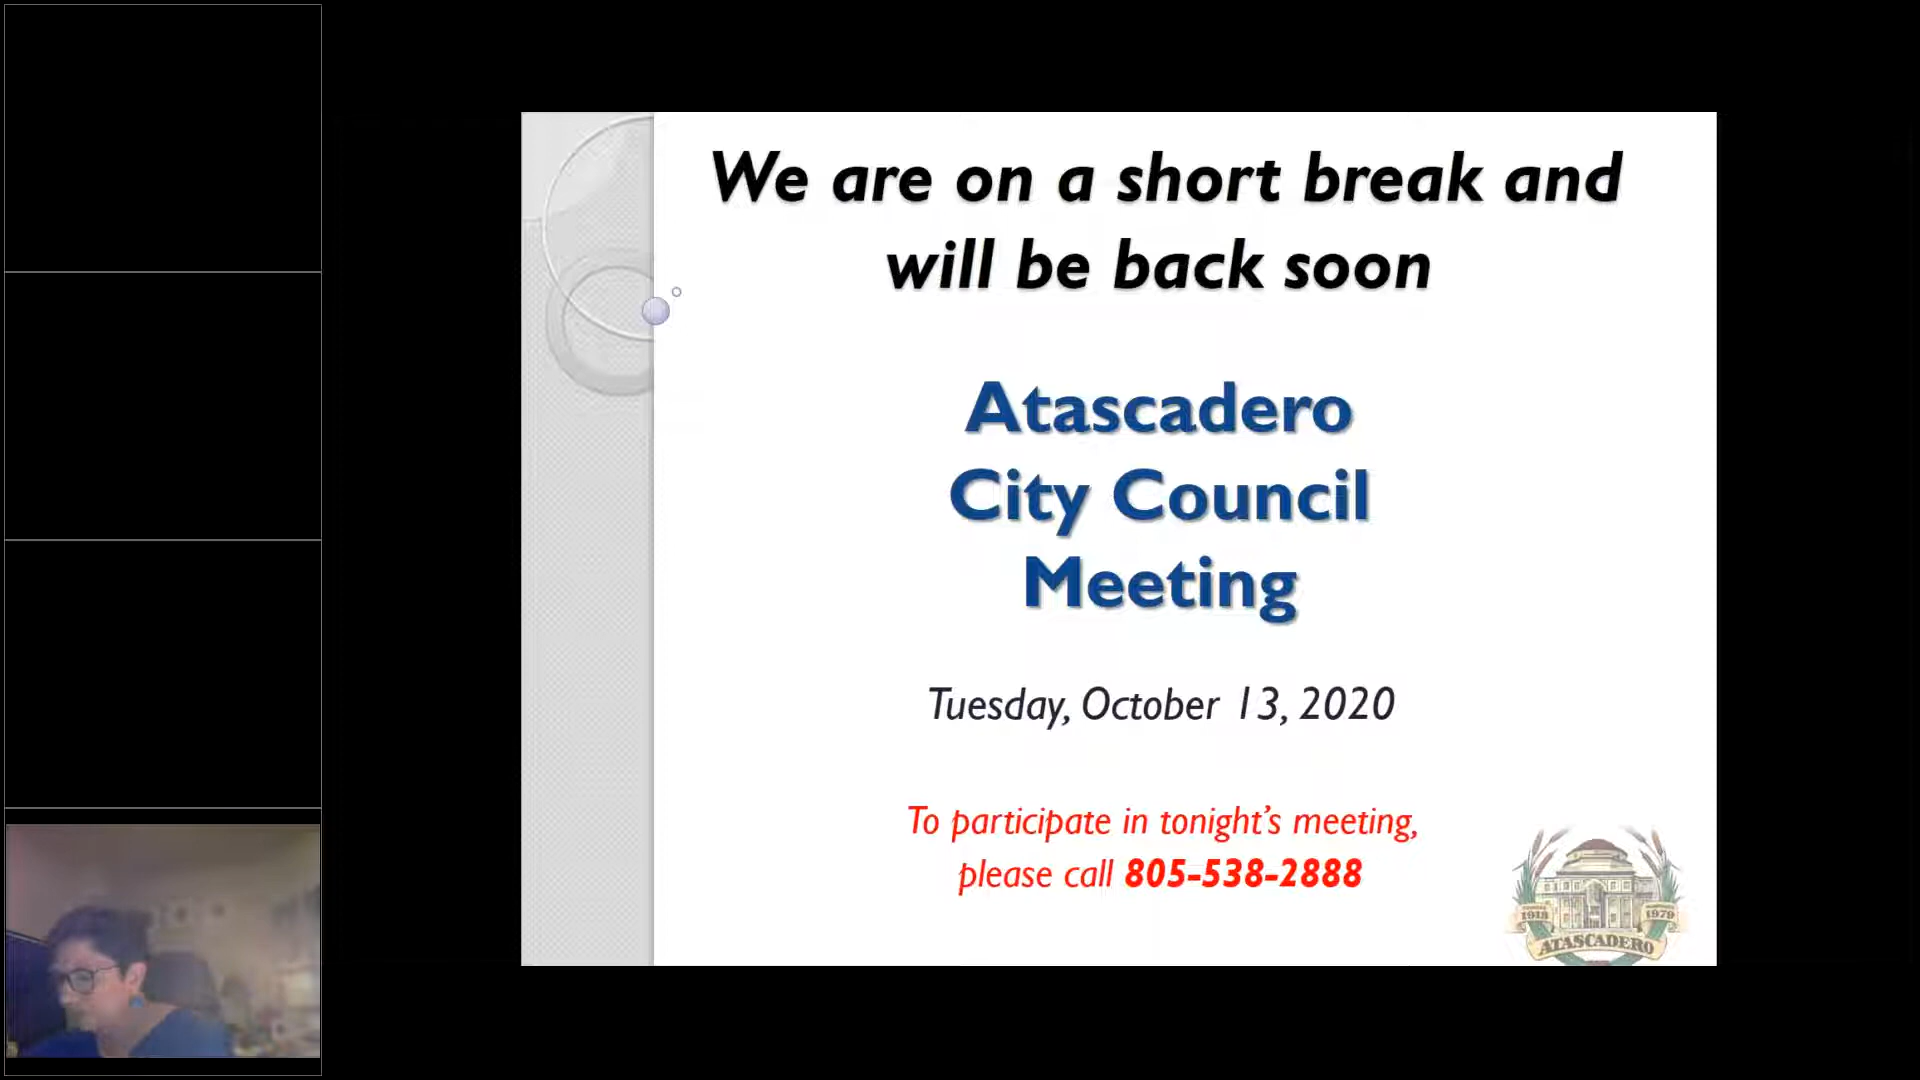 We are on a short break and
will be back soon
Atascadero
City Council
Meeting
Tuesday, October 13, 2020
To participate in tonight's meeting,
please call 805-538-2888
1913 1979
ATASCADERO